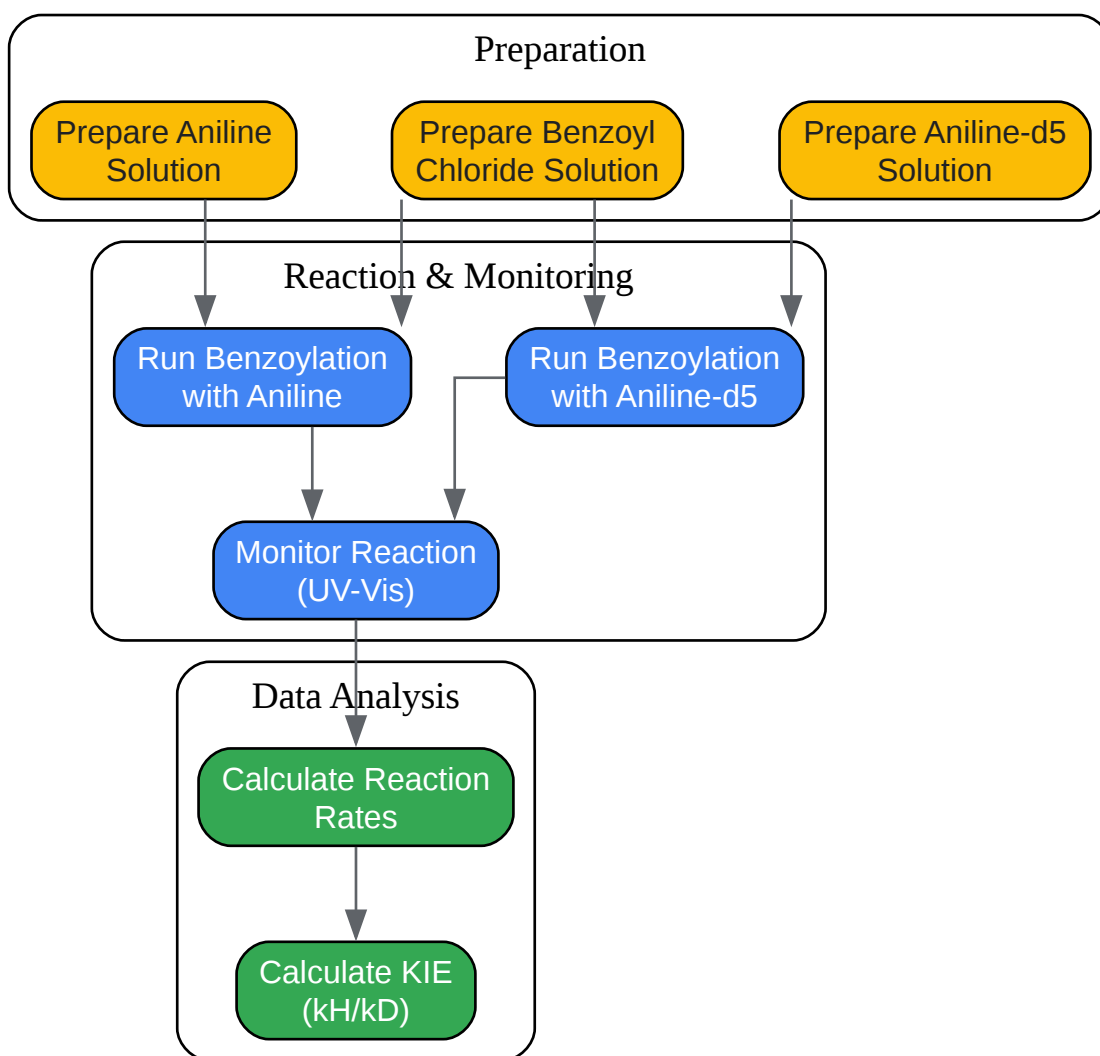 Preparation
Prepare Aniline
Solution
Prepare Benzoyl
Chloride Solution
Prepare Aniline-d5
Solution
Reaction & Monitoring
Run Benzoylation
with Aniline
Run Benzoylation
with Aniline-d5
Monitor Reaction
(UV-Vis)
Data Analysis
Calculate Reaction
Rates
Calculate KIE
(kH/kD)